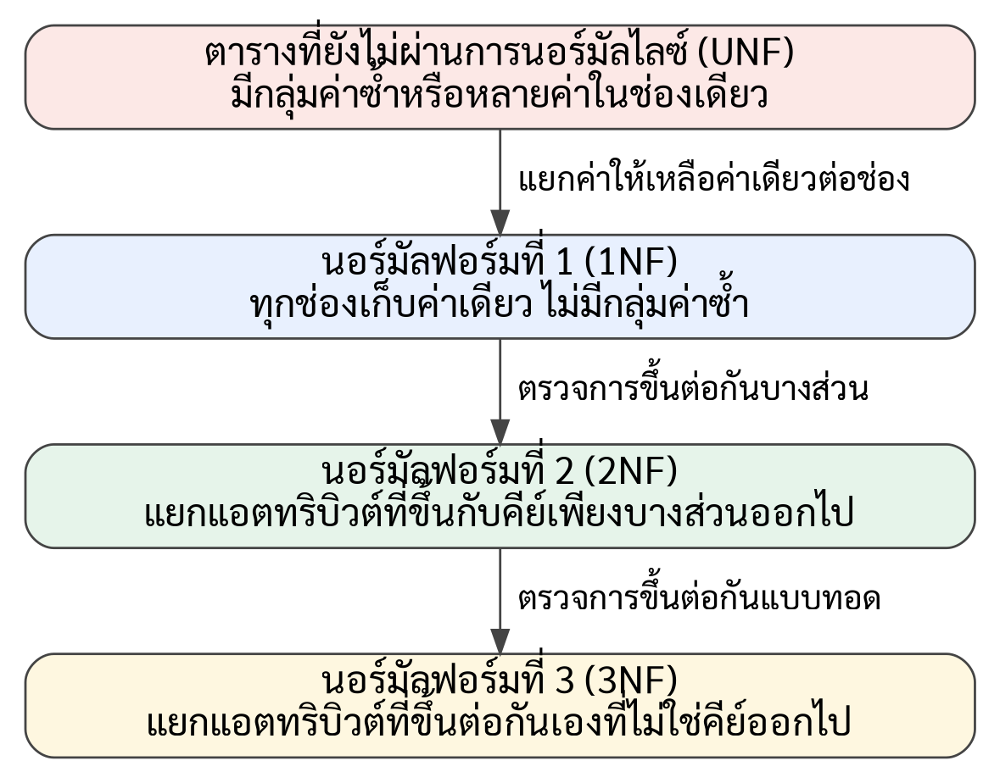 ตารางที่ยังไม่ผ่านการนอร์มัลไลซ์ (UNF)
มีกลุ่มค่าซ้ำหรือหลายค่าในช่องเดียว
แยกค่าให้เหลือค่าเดียวต่อช่อง
นอร์มัลฟอร์มที่ 1 (1NF)
ทุกช่องเก็บค่าเดียว ไม่มีกลุ่มค่าซ้ำ
ตรวจการขึ้นต่อกันบางส่วน
นอร์มัลฟอร์มที่ 2 (2NF)
แยกแอตทริบิวต์ที่ขึ้นกับคีย์เพียงบางส่วนออกไป
ตรวจการขึ้นต่อกันแบบทอด
นอร์มัลฟอร์มที่ 3 (3NF)
แยกแอตทริบิวต์ที่ขึ้นต่อกันเองที่ไม่ใช่คีย์ออกไป